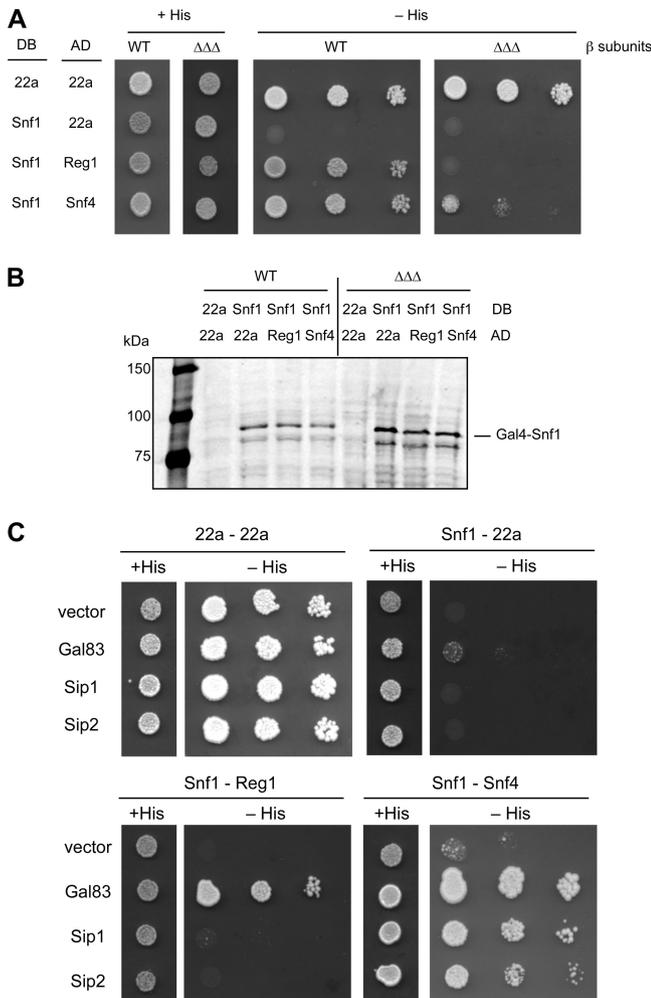 A
+ His
– His
DB AD WT ΔΔΔ WT ΔΔΔ β subunits
22a 22a
Snf1 22a
Snf1 Reg1
Snf1 Snf4
B
WT ΔΔΔ
22a Snf1 Snf1 Snf1 22a Snf1 Snf1 Snf1 DB
22a 22a Reg1 Snf4 22a 22a Reg1 Snf4 AD
kDa
150
100
Gal4-Snf1
75
C
22a - 22a Snf1 - 22a
+His – His +His – His
vector
Gal83
Sip1
Sip2
Snf1 - Reg1 Snf1 - Snf4
+His – His +His – His
vector
Gal83
Sip1
Sip2